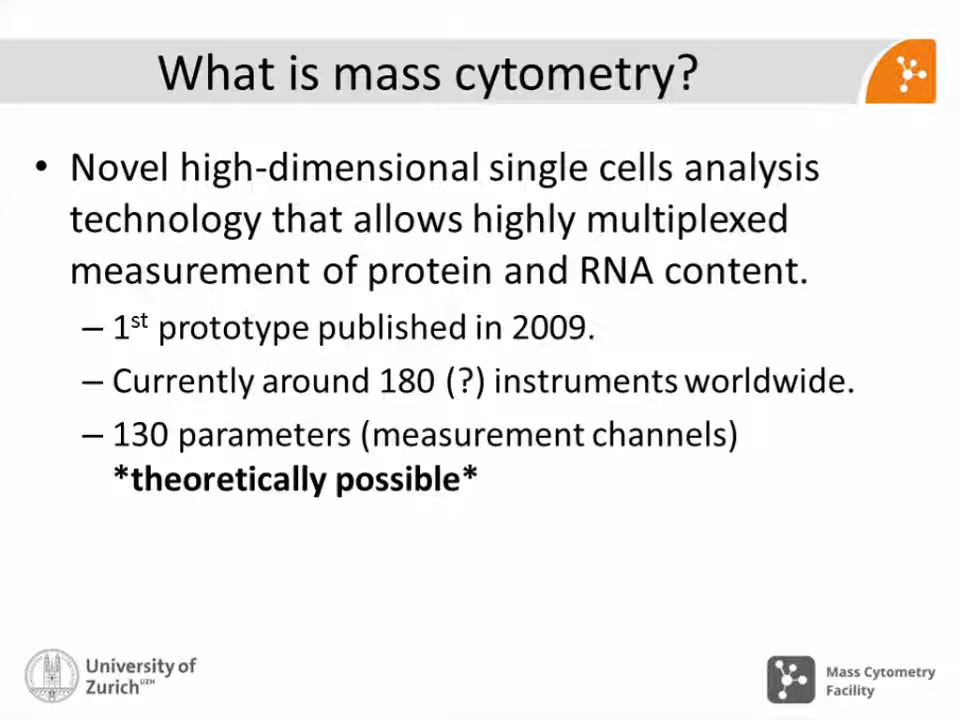 What is mass cytometry?
• Novel high-dimensional single cells analysis
technology that allows highly multiplexed
measurement of protein and RNA content.
– 1st prototype published in 2009.
– Currently around 180 (?) instruments worldwide.
– 130 parameters (measurement channels)
*theoretically possible*
University of
Zurich UZH
Mass Cytometry
Facility